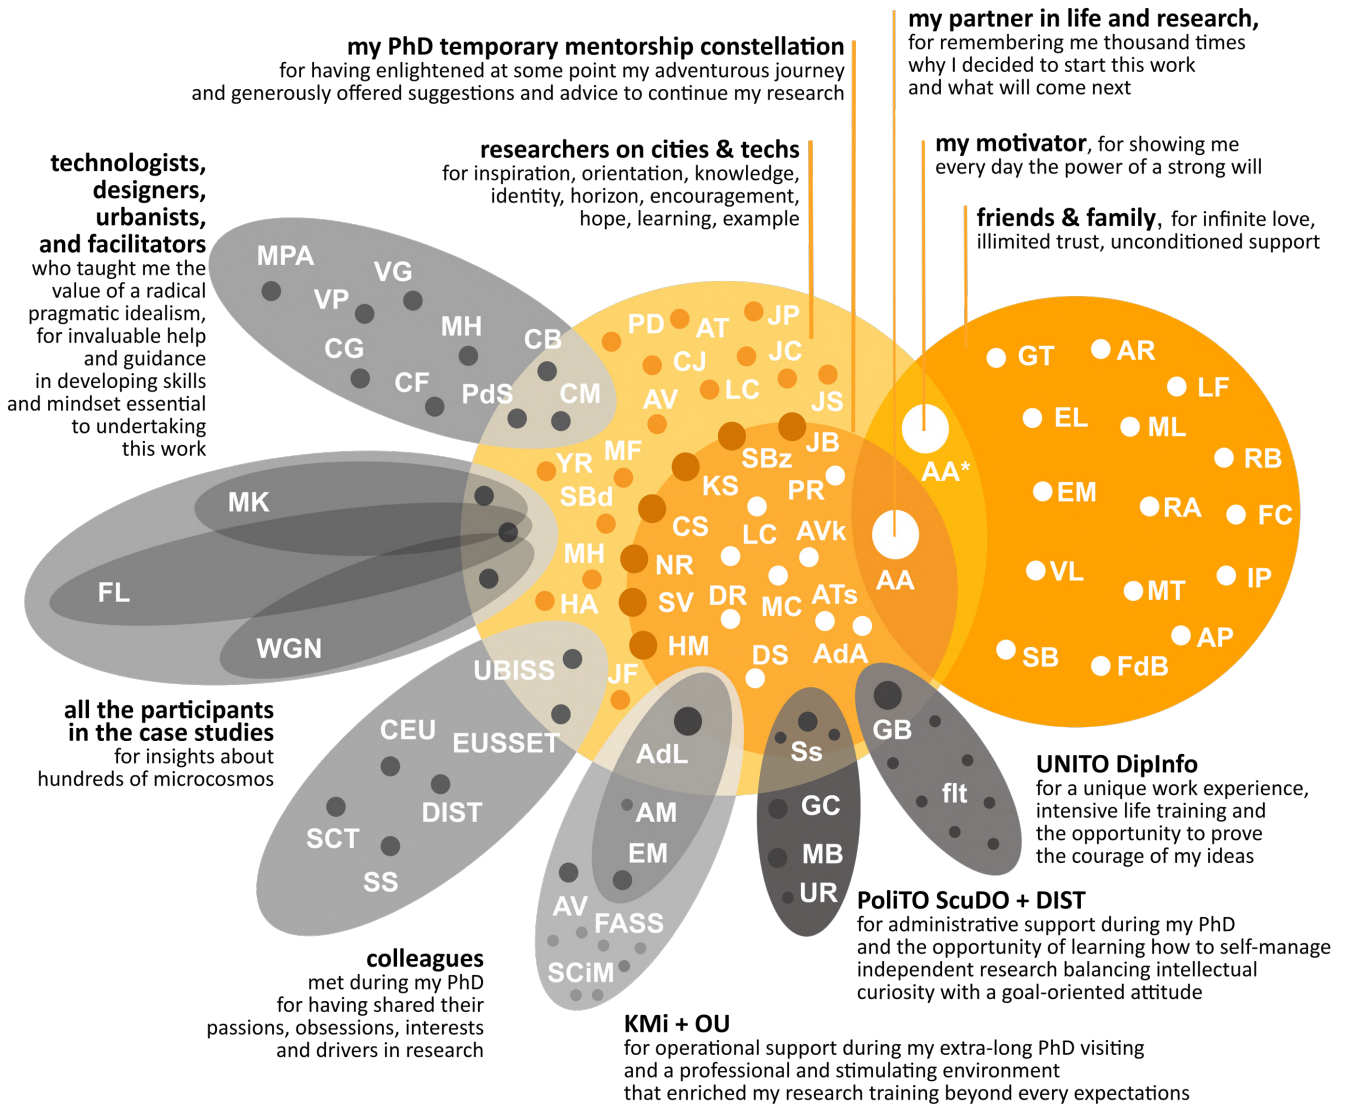 my partner in life and research,
for remembering me thousand times
why I decided to start this work
and what will come next
my PhD temporary mentorship constellation
for having enlightened at some point my adventurous journey
and generously offered suggestions and advice to continue my research
researchers on cities & techs
for inspiration, orientation, knowledge,
identity, horizon, encouragement,
hope, learning, example
my motivator, for showing me
every day the power of a strong will
friends & family, for infinite love,
illimited trust, unconditioned support
technologists,
designers,
urbanists,
and facilitators
who taught me the
value of a radical
pragmatic idealism,
for invaluable help
and guidance
in developing skills
and mindset essential
to undertaking
this work
MPA
VG
VP
MH
CB
CG
CF
PdS
CM
PD
AT
JP
CJ
JC
LC
JS
AV
YR
MF
SBd
MH
HA
JF
JB
SBz
KS
PR
CS
LC
AVk
NR
DR
MC
ATs
SV
HM
DS
AdA
AA*
AA
GT
AR
LF
EL
ML
RB
EM
RA
FC
VL
MT
IP
AP
SB
FdB
MK
FL
WGN
all the participants
in the case studies
for insights about
hundreds of microcosmos
UBISS
CEU
EUSSET
DIST
SCT
SS
colleagues
met during my PhD
for having shared their
passions, obsessions, interests
and drivers in research
AdL
AM
EM
AV
FASS
SCiM
KMi + OU
for operational support during my extra-long PhD visiting
and a professional and stimulating environment
that enriched my research training beyond every expectations
Ss
GC
MB
UR
PoliTO ScuDO + DIST
for administrative support during my PhD
and the opportunity of learning how to self-manage
independent research balancing intellectual
curiosity with a goal-oriented attitude
GB
flt
UNITO DipInfo
for a unique work experience,
intensive life training and
the opportunity to prove
the courage of my ideas